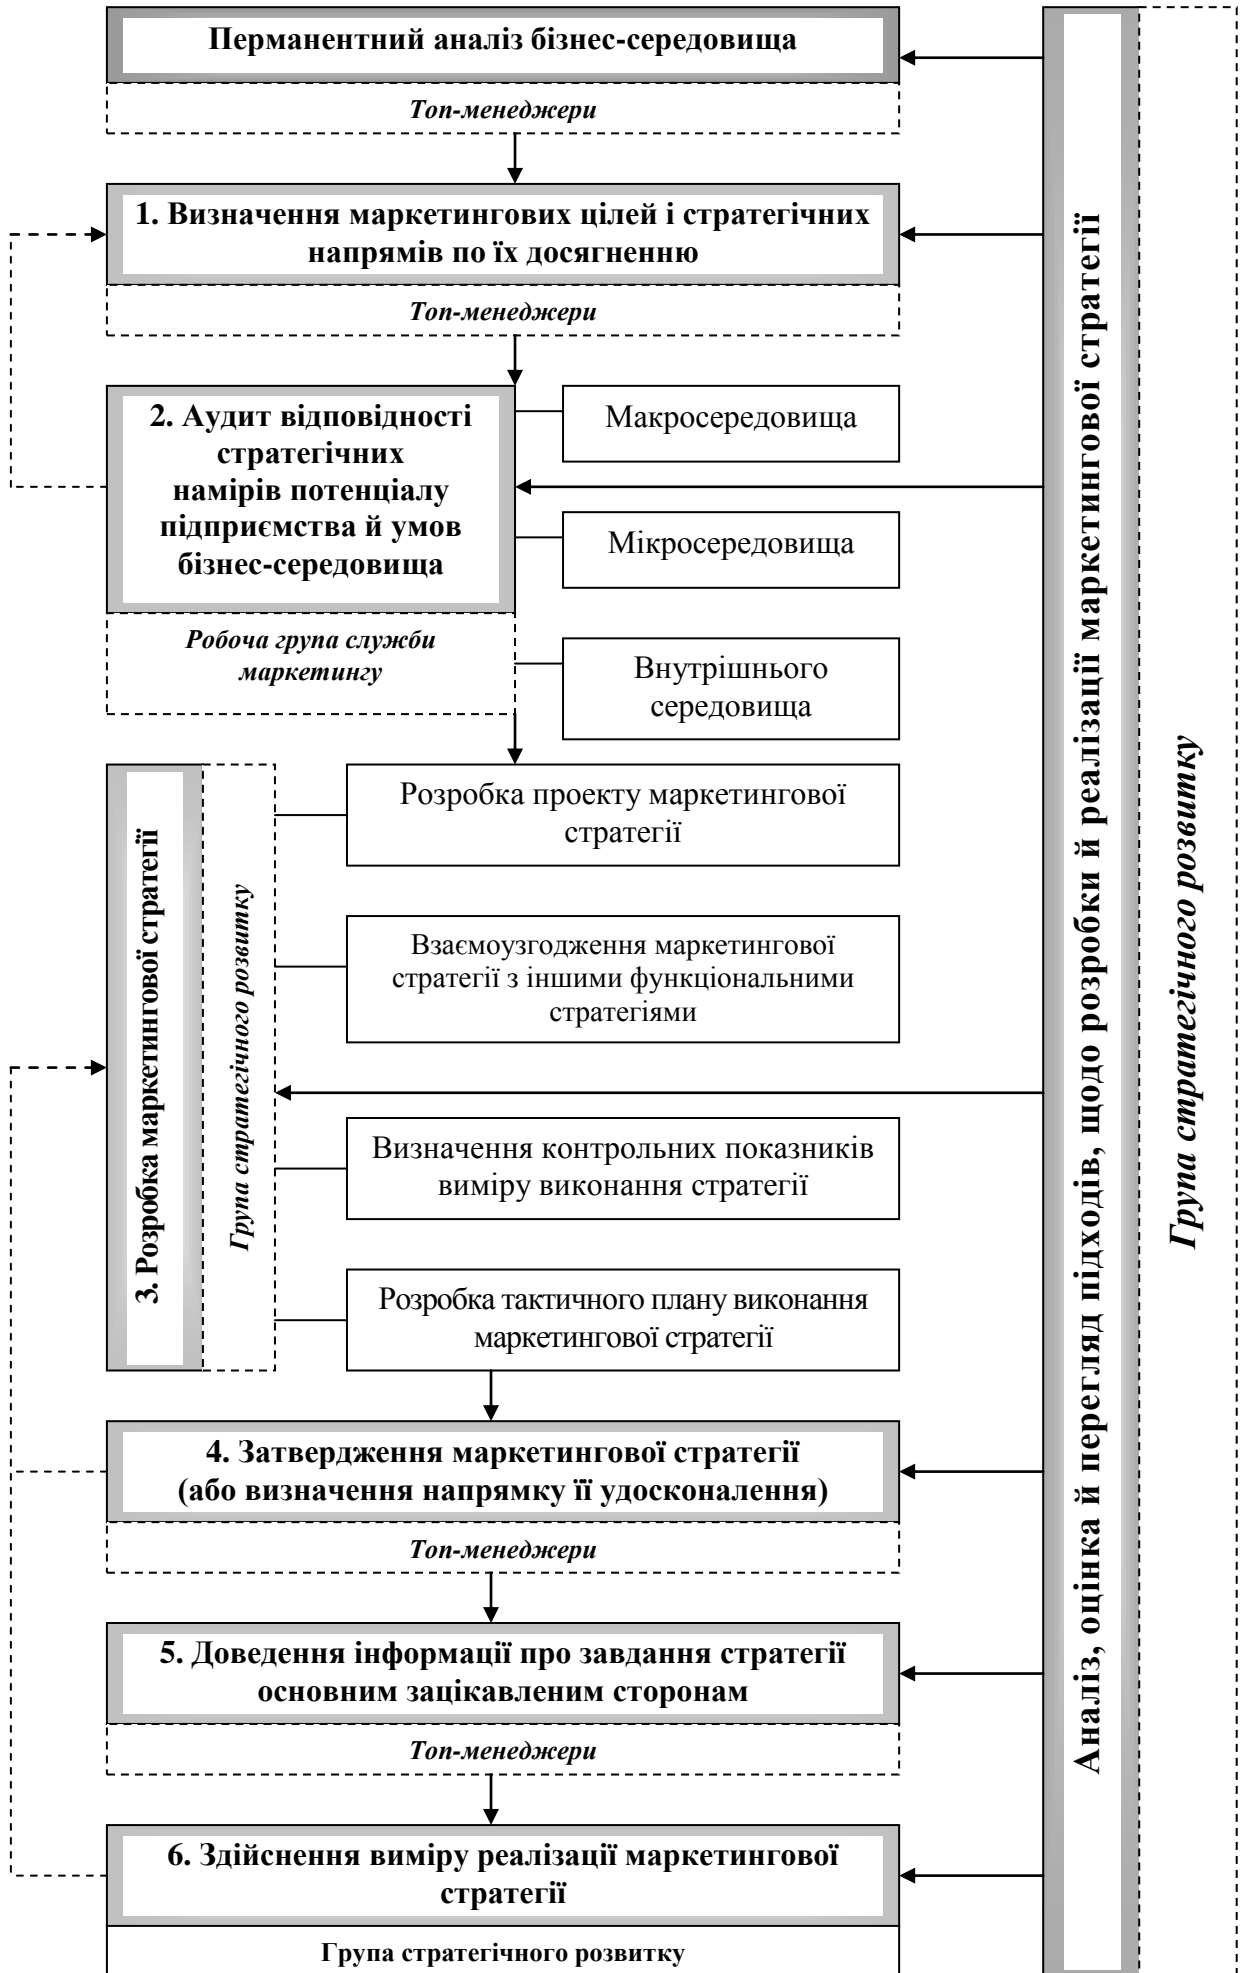 Перманентний аналіз бізнес-середовища
Топ-менеджери
1. Визначення маркетингових цілей і стратегічних
напрямів по їх досягненню
Топ-менеджери
2. Аудит відповідності
стратегічних
намірів потенціалу
підприємства й умов
бізнес-середовища
Робоча група служби
маркетингу
Макросередовища
Мікросередовища
Внутрішнього
середовища
3. Розробка маркетингової стратегії
Група стратегічного розвитку
Розробка проекту маркетингової
стратегії
Взаємоузгодження маркетингової
стратегії з іншими функціональними
стратегіями
Визначення контрольних показників
виміру виконання стратегії
Розробка тактичного плану виконання
маркетингової стратегії
4. Затвердження маркетингової стратегії
(або визначення напрямку її удосконалення)
Топ-менеджери
5. Доведення інформації про завдання стратегії
основним зацікавленим сторонам
Топ-менеджери
6. Здійснення виміру реалізації маркетингової
стратегії
Група стратегічного розвитку
Аналіз, оцінка й перегляд підходів, щодо розробки й реалізації маркетингової стратегії
Група стратегічного розвитку